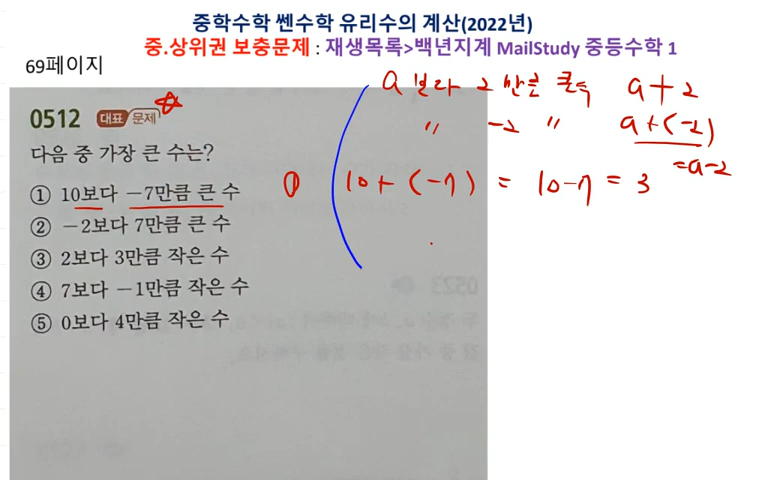 중학수학 쎈수학 유리수의 계산(2022년)
중.상위권 보충문제 : 재생목록>백년지계 MailStudy 중등수학 1
69페이지
a 보다 2 만큼 큰수 a+2
〃 -2 〃 a+(-2)
=a-2
0512 대표 문제
다음 중 가장 큰 수는?
① 10보다 -7만큼 큰 수
② -2보다 7만큼 큰 수
③ 2보다 3만큼 작은 수
④ 7보다 -1만큼 작은 수
⑤ 0보다 4만큼 작은 수
① 10+(-7) = 10-7 = 3